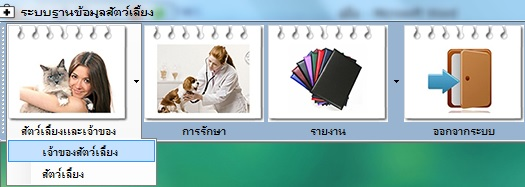 ระบบฐานข้อมูลสัตว์เลี้ยง
สัตว์เลี้ยงและเจ้าของ
การรักษา
รายงาน
ออกจากระบบ
เจ้าของสัตว์เลี้ยง
สัตว์เลี้ยง